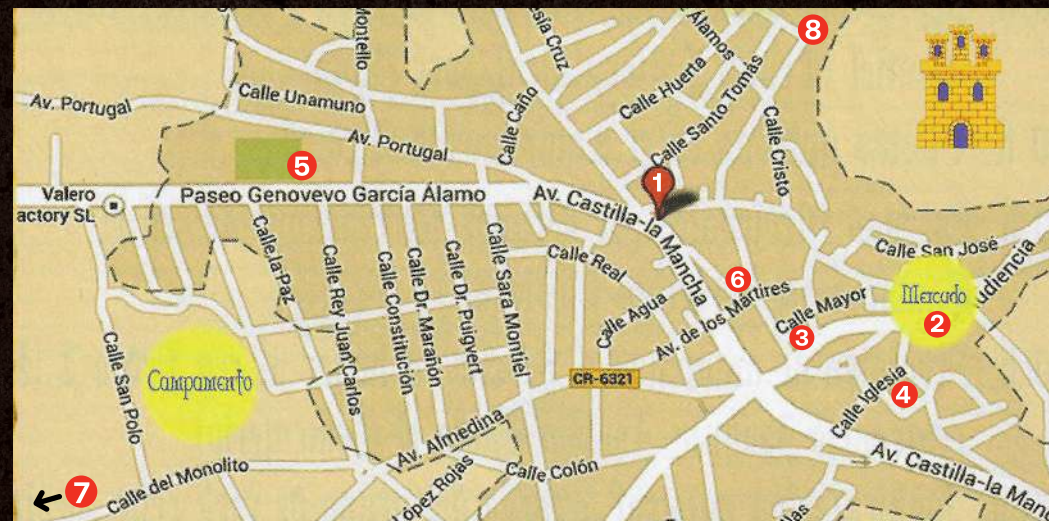 Montello
esía Cruz
Álamos
8
Calle Huerta
Av. Portugal
Calle Unamuno
Calle Caño
Calle Santo Tomás
Calle Cristo
Av. Portugal
5
1
Valero
actory SL
Paseo Genovevo García Álamo
Av. Castilla-la Mancha
Calle la Paz
Calle Rey Juan Carlos
Calle Constitución
Calle Dr. Marañón
Calle Dr. Puigvert
Calle Sara Montiel
Calle Real
Calle San José
udiencia
6
Calle Agua
Av. de los Mártires
Calle Mayor
Mercado
2
3
Calle San Polo
Campamento
CR-6321
Calle Iglesia
4
Av. Almedina
Av. Castilla-la Manc
Calle del Monolito
López Rojas
Calle Colón
7